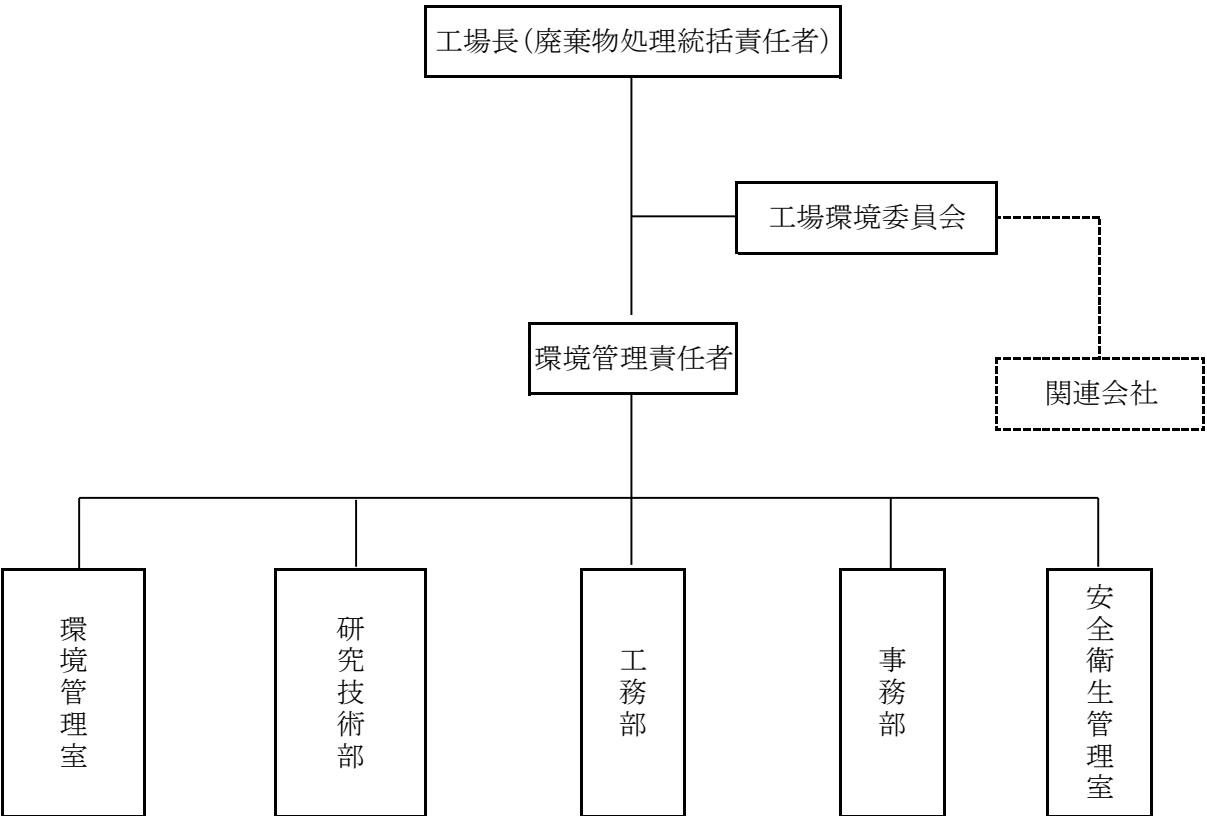 工場長（廃棄物処理統括責任者）
工場環境委員会
環境管理責任者
関連会社
環境管理室
研究技術部
工務部
事務部
安全衛生管理室